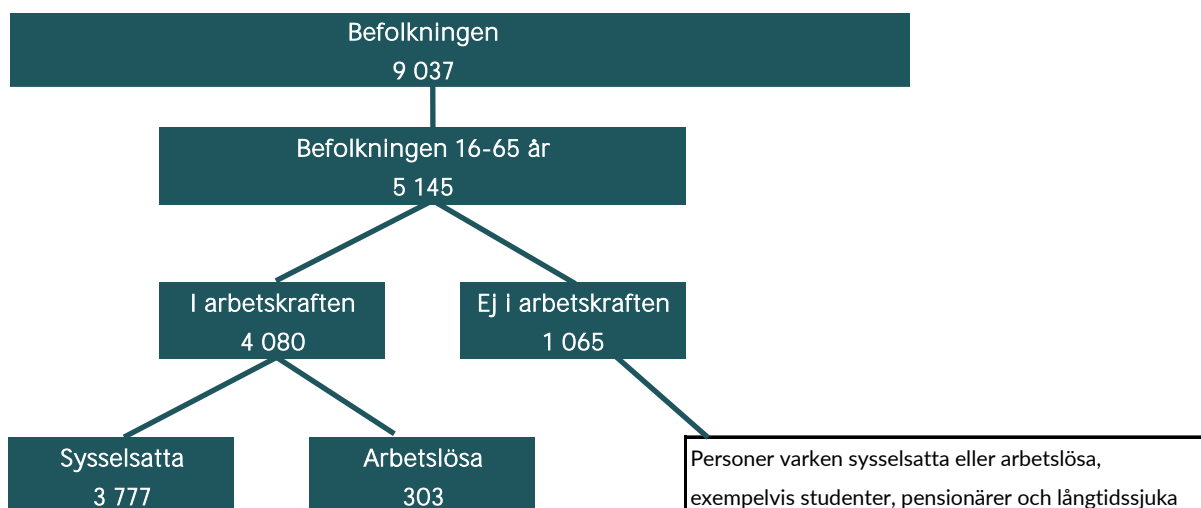 Befolkningen
9 037
Befolkningen 16-65 år
5 145
I arbetskraften
4 080
Ej i arbetskraften
1 065
Sysselsatta
3 777
Arbetslösa
303
Personer varken sysselsatta eller arbetslösa,
exempelvis studenter, pensionärer och långtidssjuka